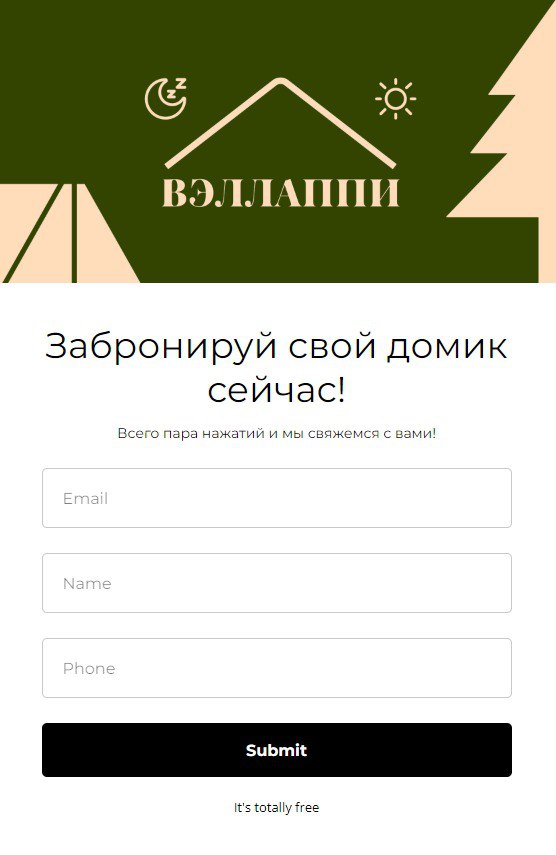 ВЭЛЛАППИ
Забронируй свой домик
сейчас!
Всего пара нажатий и мы свяжемся с вами!
Email
Name
Phone
Submit
It's totally free